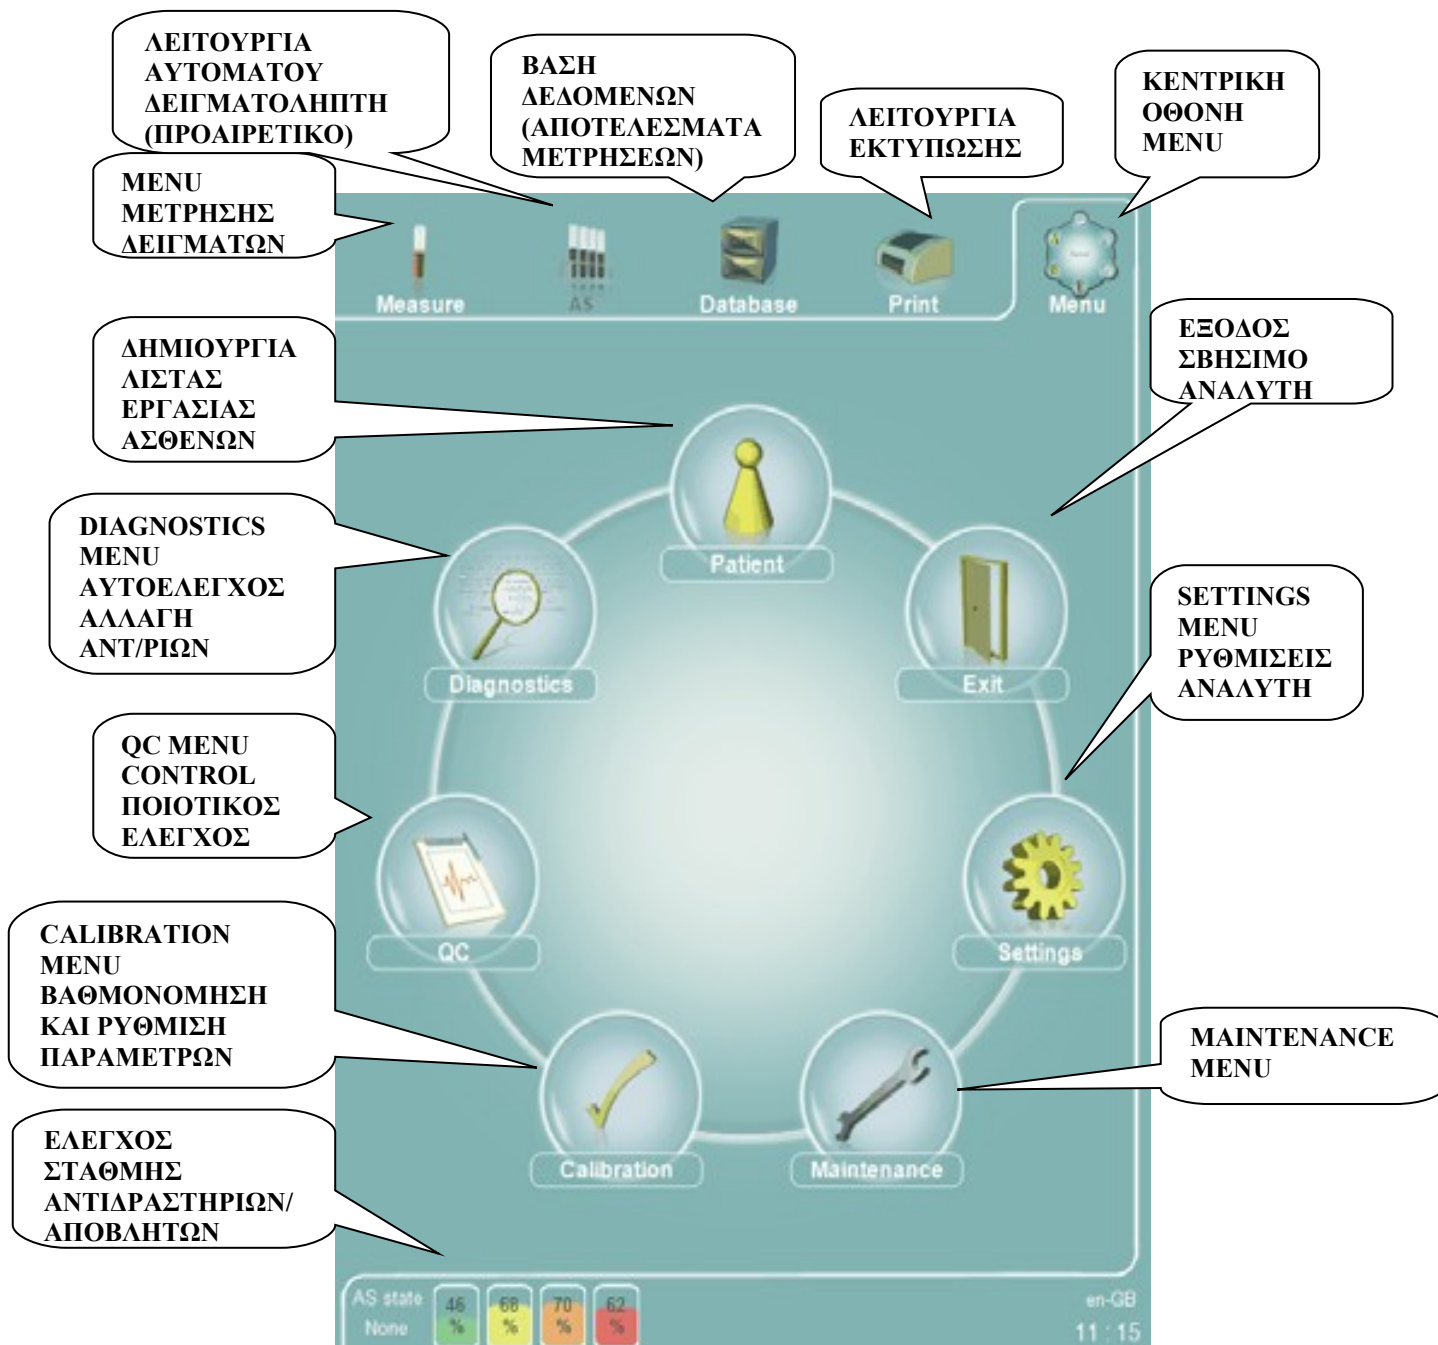 ΛΕΙΤΟΥΡΓΙΑ
ΑΥΤΟΜΑΤΟΥ
ΔΕΙΓΜΑΤΟΛΗΠΤΗ
(ΠΡΟΑΙΡΕΤΙΚΟ)
ΒΑΣΗ
ΔΕΔΟΜΕΝΩΝ
(ΑΠΟΤΕΛΕΣΜΑΤΑ
ΜΕΤΡΗΣΕΩΝ)
ΛΕΙΤΟΥΡΓΙΑ
ΕΚΤΥΠΩΣΗΣ
ΚΕΝΤΡΙΚΗ
ΟΘΟΝΗ
MENU
MENU
ΜΕΤΡΗΣΗΣ
ΔΕΙΓΜΑΤΩΝ
Measure
AS
Database
Print
Menu
ΔΗΜΙΟΥΡΓΙΑ
ΛΙΣΤΑΣ
ΕΡΓΑΣΙΑΣ
ΑΣΘΕΝΩΝ
ΕΞΟΔΟΣ
ΣΒΗΣΙΜΟ
ΑΝΑΛΥΤΗ
Patient
DIAGNOSTICS
MENU
ΑΥΤΟΕΛΕΓΧΟΣ
ΑΛΛΑΓΗ
ΑΝΤ/ΡΙΩΝ
Diagnostics
Exit
SETTINGS
MENU
ΡΥΘΜΙΣΕΙΣ
ΑΝΑΛΥΤΗ
QC MENU
CONTROL
ΠΟΙΟΤΙΚΟΣ
ΕΛΕΓΧΟΣ
QC
Settings
CALIBRATION
MENU
ΒΑΘΜΟΝΟΜΗΣΗ
ΚΑΙ ΡΥΘΜΙΣΗ
ΠΑΡΑΜΕΤΡΩΝ
MAINTENANCE
MENU
Calibration
Maintenance
ΕΛΕΓΧΟΣ
ΣΤΑΘΜΗΣ
ΑΝΤΙΔΡΑΣΤΗΡΙΩΝ/
ΑΠΟΒΛΗΤΩΝ
AS state 46 68 70 62 en-GB
None % % % % 11 : 15